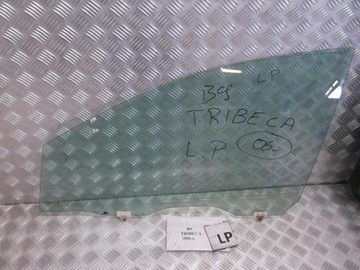 LP
B9
TRIBECA
L.P 06.
B9
TRIBECA
2006.
LP